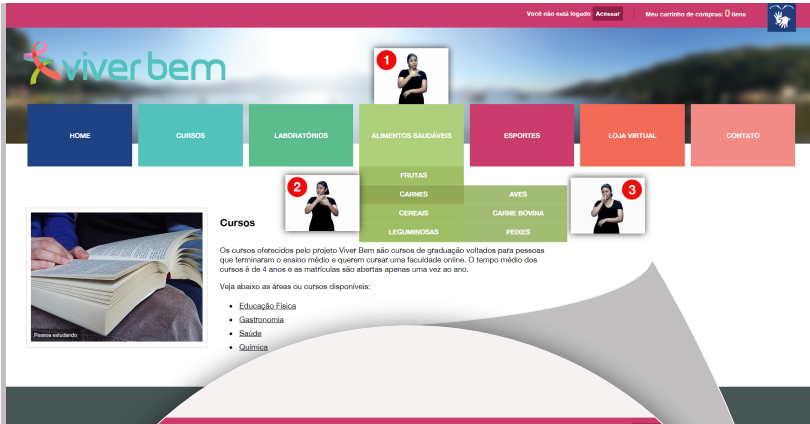 Você não está logado Acessar Meu carrinho de compras: 0 itens
viver bem
1
HOME CURSOS LABORATÓRIOS ALIMENTOS SAUDÁVEIS ESPORTES LOJA VIRTUAL CONTATO
FRUTAS
2 CARNES AVES 3
CEREAIS CARNE BOVINA
LEGUMINOSAS PEIXES
Cursos
Os cursos oferecidos pelo projeto Viver Bem são cursos de graduação voltados para pessoas
que terminaram o ensino médio e querem cursar uma faculdade online. O tempo médio dos
cursos é de 4 anos e as matrículas são abertas apenas uma vez ao ano.
Veja abaixo as áreas ou cursos disponíveis:
• Educação Física
• Gastronomia
• Saúde
• Química
Pessoa estudando